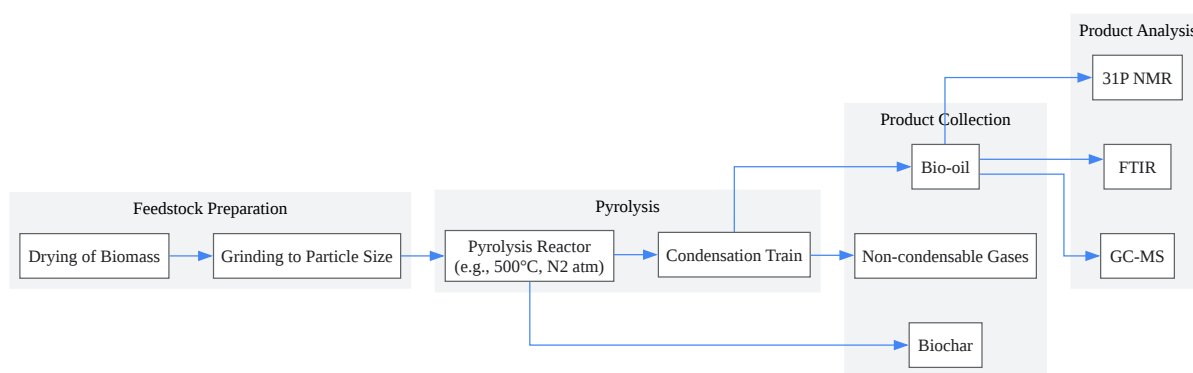 Feedstock Preparation
Drying of Biomass
Grinding to Particle Size
Pyrolysis
Pyrolysis Reactor
(e.g., 500°C, N2 atm)
Condensation Train
Product Collection
Bio-oil
Non-condensable Gases
Biochar
Product Analysis
31P NMR
FTIR
GC-MS